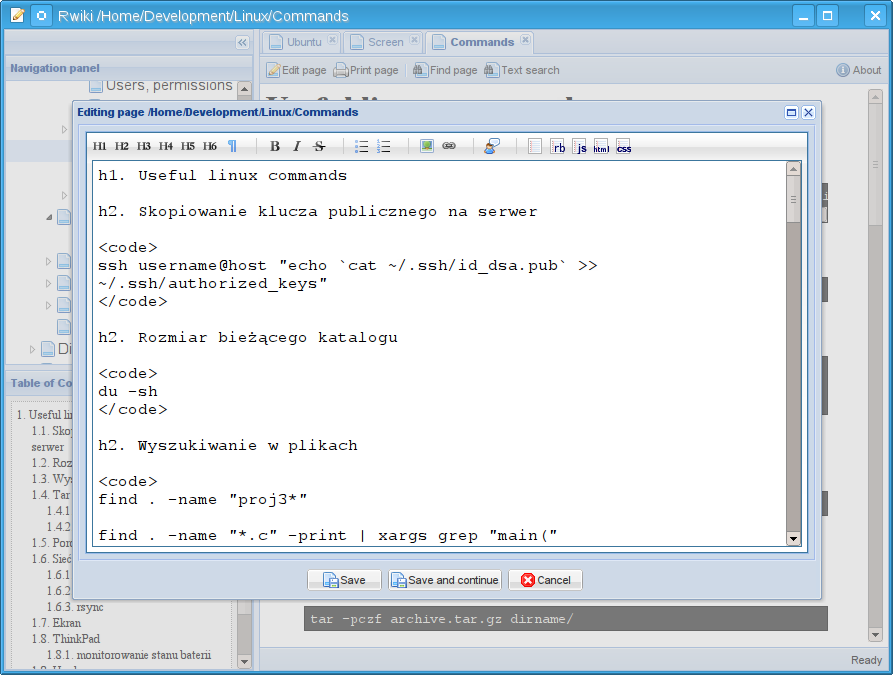 Rwiki /Home/Development/Linux/Commands
Navigation panel
Users, permissions
Ubuntu
Screen
Commands
Edit page
Print page
Find page
Text search
About
Editing page /Home/Development/Linux/Commands
H1 H2 H3 H4 H5 H6 ¶ B I S rb js html css
h1. Useful linux commands
h2. Skopiowanie klucza publicznego na serwer
<code>
ssh username@host "echo `cat ~/.ssh/id_dsa.pub` >>
~/.ssh/authorized_keys"
</code>
h2. Rozmiar bieżącego katalogu
<code>
du -sh
</code>
h2. Wyszukiwanie w plikach
<code>
find . -name "proj3*"
find . -name "*.c" -print | xargs grep "main("
Save
Save and continue
Cancel
Di
Table of Co
1. Useful lin
1.1. Sko
serwer
1.2. Roz
1.3. Wy
1.4. Tar
1.4.1
1.4.2
1.5. Por
1.6. Sied
1.6.1
1.6.2
1.6.3. rsync
1.7. Ekran
1.8. ThinkPad
1.8.1. monitorowanie stanu baterii
tar -pczf archive.tar.gz dirname/
Ready